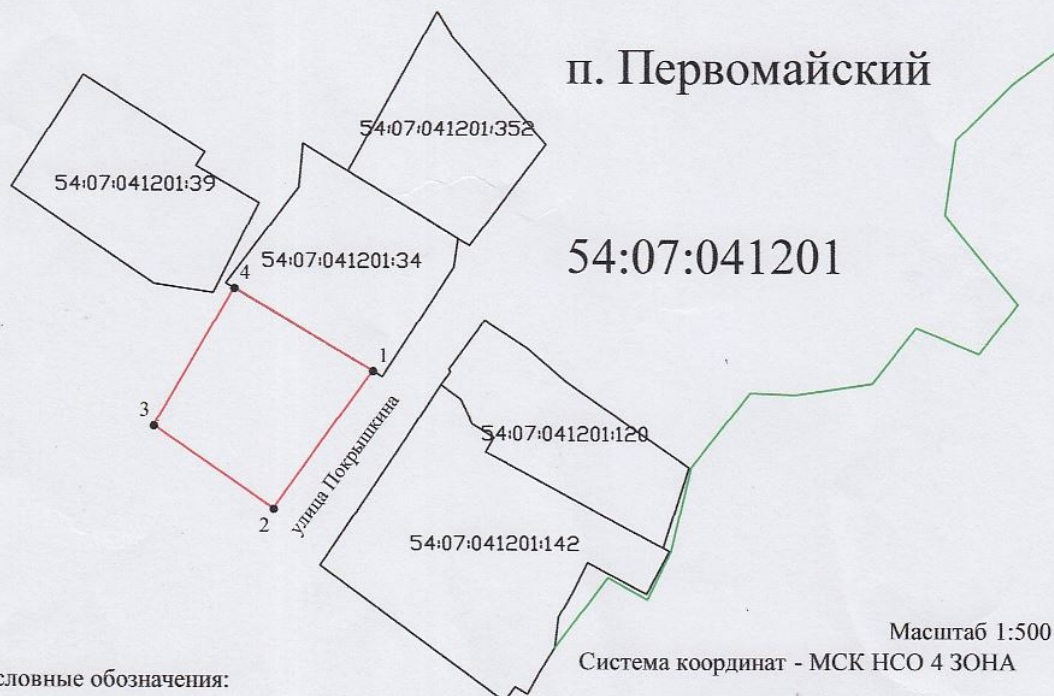 п. Первомайский
54:07:041201:352
54:07:041201:39
54:07:041201:34
54:07:041201
4
1
3
2
улица Покрышкина
54:07:041201:120
54:07:041201:142
Масштаб 1:500
Система координат - МСК НСО 4 ЗОНА
словные обозначения: